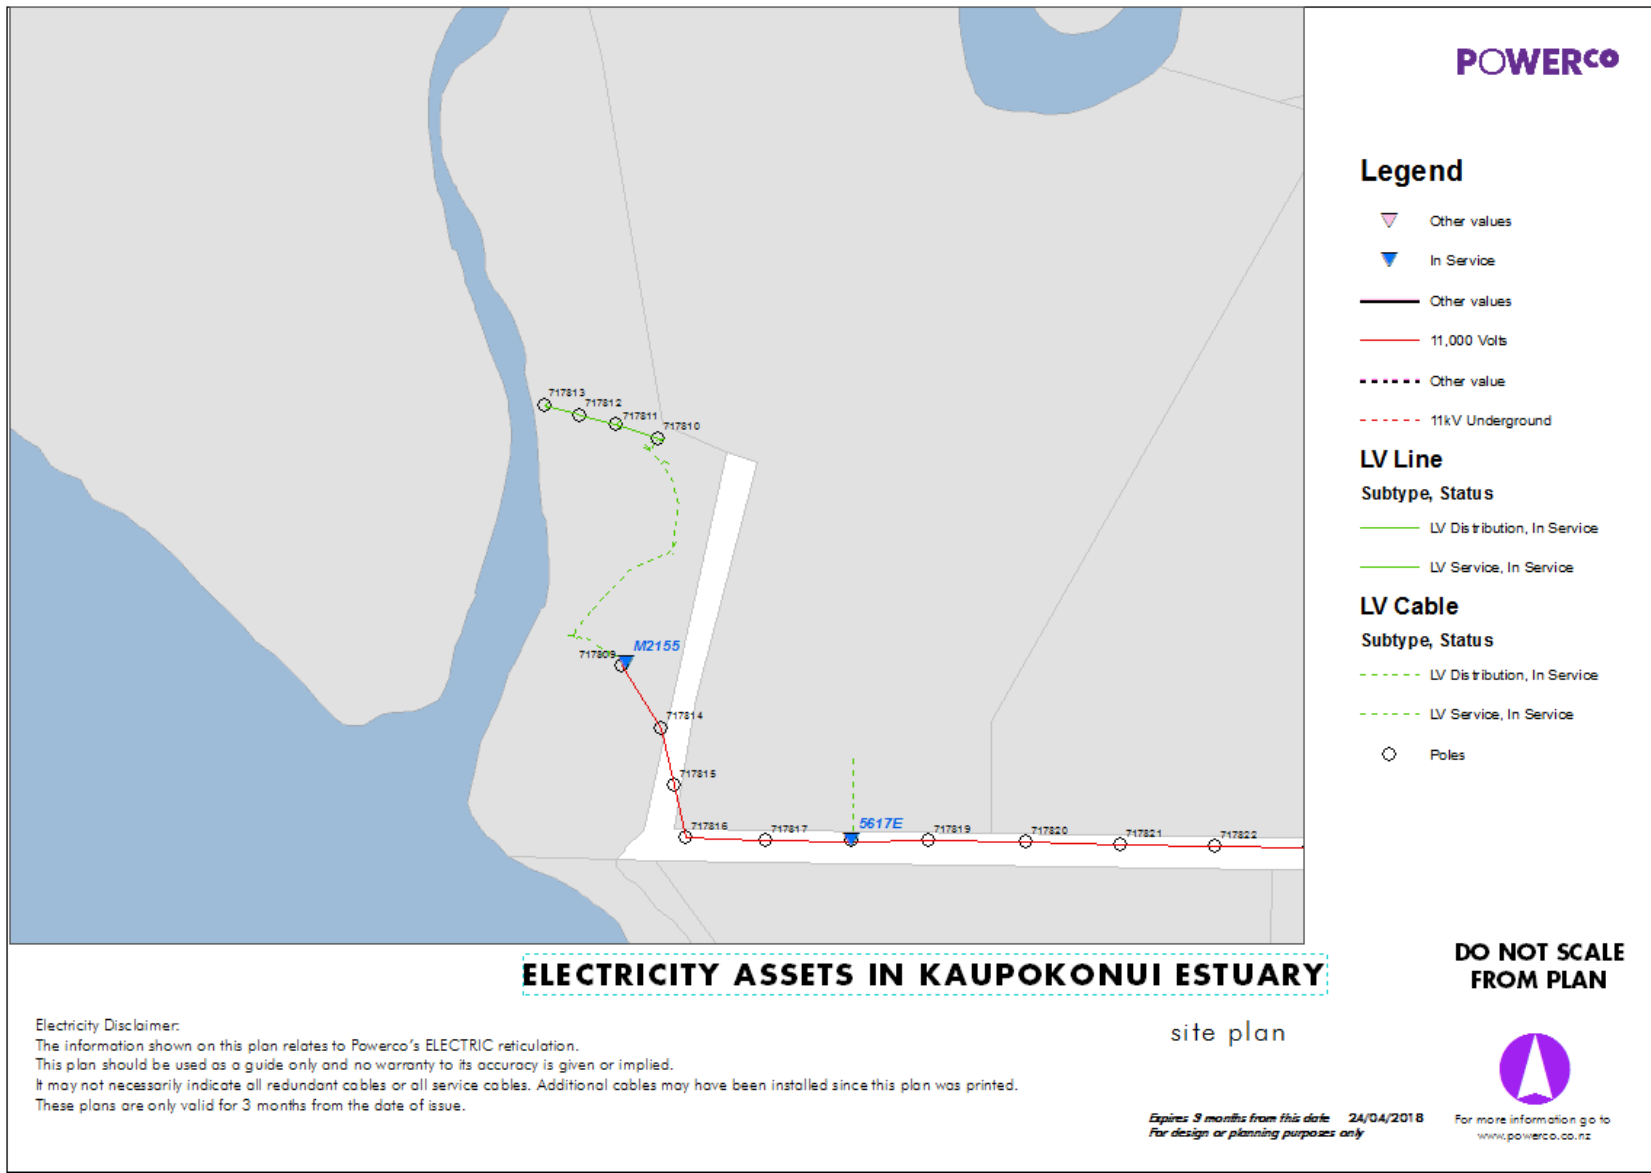 POWERCO
Legend
Other values
In Service
Other values
11,000 Volts
Other value
11kV Underground
LV Line
Subtype, Status
LV Distribution, In Service
LV Service, In Service
LV Cable
Subtype, Status
LV Distribution, In Service
LV Service, In Service
Poles
717813
717812
717811
717810
M2155
717809
717814
717815
717816
717817
5617E
717819
717820
717821
717822
ELECTRICITY ASSETS IN KAUPOKONUI ESTUARY
site plan
DO NOT SCALE
FROM PLAN
Electricity Disclaimer:
The information shown on this plan relates to Powerco's ELECTRIC reticulation.
This plan should be used as a guide only and no warranty to its accuracy is given or implied.
It may not necessarily indicate all redundant cables or all service cables. Additional cables may have been installed since this plan was printed.
These plans are only valid for 3 months from the date of issue.
Expires 3 months from this date 24/04/2018
For design or planning purposes only
For more information go to
www.powerco.co.nz